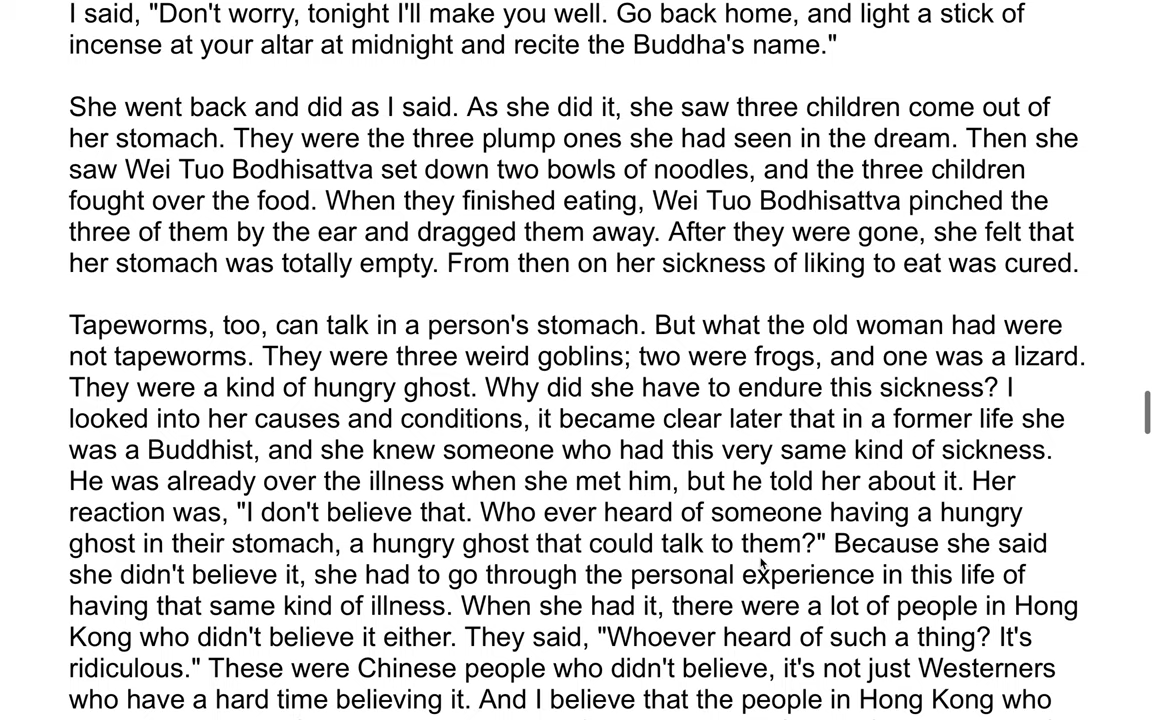 I said, "Don't worry, tonight I'll make you well. Go back home, and light a stick of
incense at your altar at midnight and recite the Buddha's name."
She went back and did as I said. As she did it, she saw three children come out of
her stomach. They were the three plump ones she had seen in the dream. Then she
saw Wei Tuo Bodhisattva set down two bowls of noodles, and the three children
fought over the food. When they finished eating, Wei Tuo Bodhisattva pinched the
three of them by the ear and dragged them away. After they were gone, she felt that
her stomach was totally empty. From then on her sickness of liking to eat was cured.
Tapeworms, too, can talk in a person's stomach. But what the old woman had were
not tapeworms. They were three weird goblins; two were frogs, and one was a lizard.
They were a kind of hungry ghost. Why did she have to endure this sickness? I
looked into her causes and conditions, it became clear later that in a former life she
was a Buddhist, and she knew someone who had this very same kind of sickness.
He was already over the illness when she met him, but he told her about it. Her
reaction was, "I don't believe that. Who ever heard of someone having a hungry
ghost in their stomach, a hungry ghost that could talk to them?" Because she said
she didn't believe it, she had to go through the personal experience in this life of
having that same kind of illness. When she had it, there were a lot of people in Hong
Kong who didn't believe it either. They said, "Whoever heard of such a thing? It's
ridiculous." These were Chinese people who didn't believe, it's not just Westerners
who have a hard time believing it. And I believe that the people in Hong Kong who